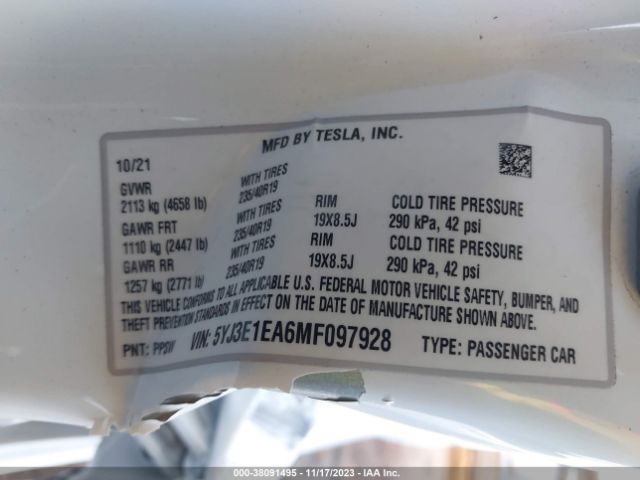 MFD BY TESLA, INC.
10/21
GVWR
2113 kg (4658 lb)
WITH TIRES
235/40R19
RIM
19X8.5J
COLD TIRE PRESSURE
290 kPa, 42 psi
GAWR FRT
1110 kg (2447 lb)
WITH TIRES
235/40R19
RIM
19X8.5J
COLD TIRE PRESSURE
290 kPa, 42 psi
GAWR RR
1257 kg (2771 lb)
WITH TIRES
235/40R19
THIS VEHICLE CONFORMS TO ALL APPLICABLE U.S. FEDERAL MOTOR VEHICLE SAFETY, BUMPER, AND
THEFT PREVENTION STANDARDS IN EFFECT ON THE DATE OF MANUFACTURE SHOWN ABOVE.
PNT: PPSW
VIN: 5YJ3E1EA6MF097928
TYPE: PASSENGER CAR
000-38091495 - 11/17/2023 - IAA Inc.